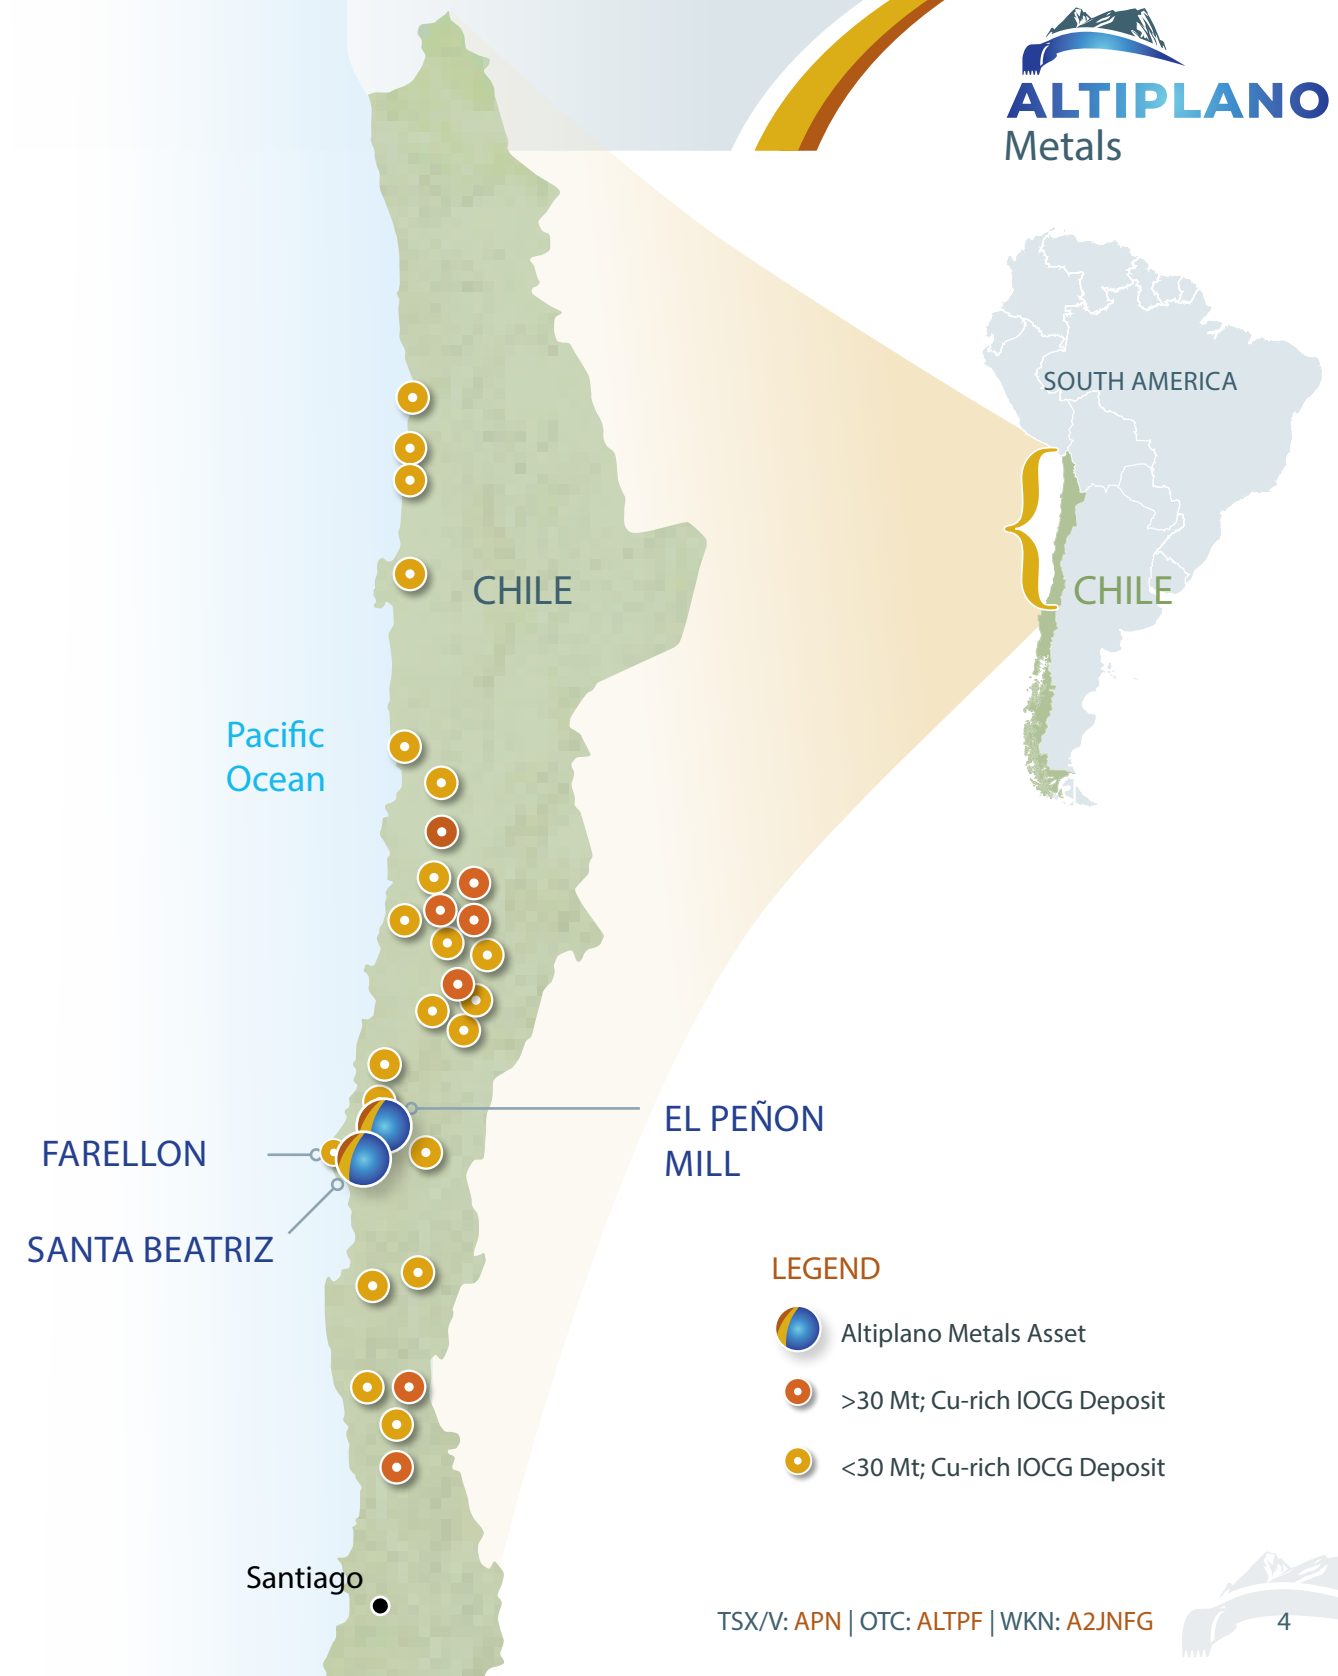 ALTIPLANO
Metals
SOUTH AMERICA
CHILE
CHILE
Pacific
Ocean
EL PEÑON
MILL
FARELLON
SANTA BEATRIZ
LEGEND
Altiplano Metals Asset
>30 Mt; Cu-rich IOCG Deposit
<30 Mt; Cu-rich IOCG Deposit
Santiago
TSX/V: APN | OTC: ALTPF | WKN: A2JNFG
4